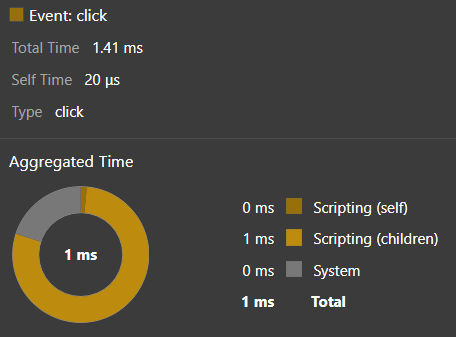 Event: click
Total Time 1.41 ms
Self Time 20 µs
Type click
Aggregated Time
1 ms
0 ms Scripting (self)
1 ms Scripting (children)
0 ms System
1 ms Total